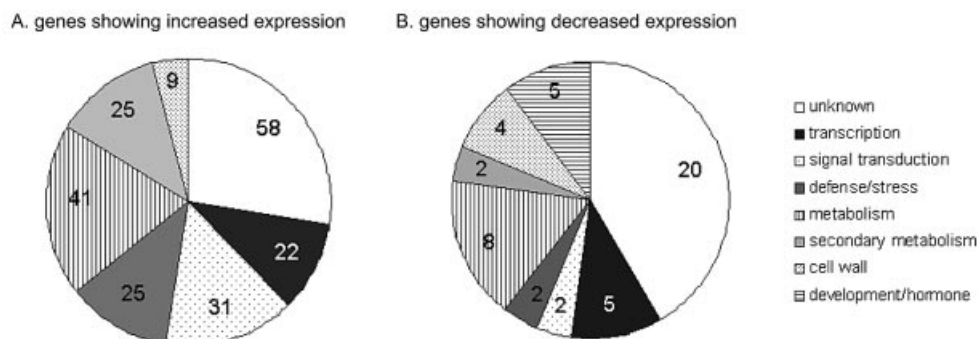 A. genes showing increased expression
B. genes showing decreased expression
9
58
25
41
22
25
31
5
4
20
2
8
2
2
5
unknown
transcription
signal transduction
defense/stress
metabolism
secondary metabolism
cell wall
development/hormone